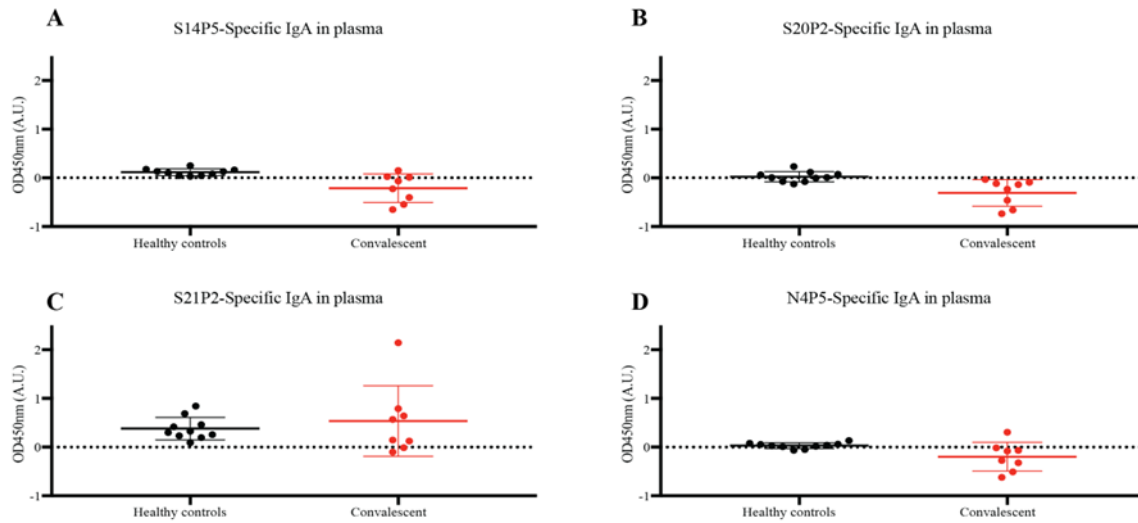 A
S14P5-Specific IgA in plasma
OD450nm (A.U.)
2
1
0
-1
Healthy controls
Convalescent
B
S20P2-Specific IgA in plasma
OD450nm (A.U.)
2
1
0
-1
Healthy controls
Convalescent
C
S21P2-Specific IgA in plasma
OD450nm (A.U.)
2
1
0
-1
Healthy controls
Convalescent
D
N4P5-Specific IgA in plasma
OD450nm (A.U.)
2
1
0
-1
Healthy controls
Convalescent